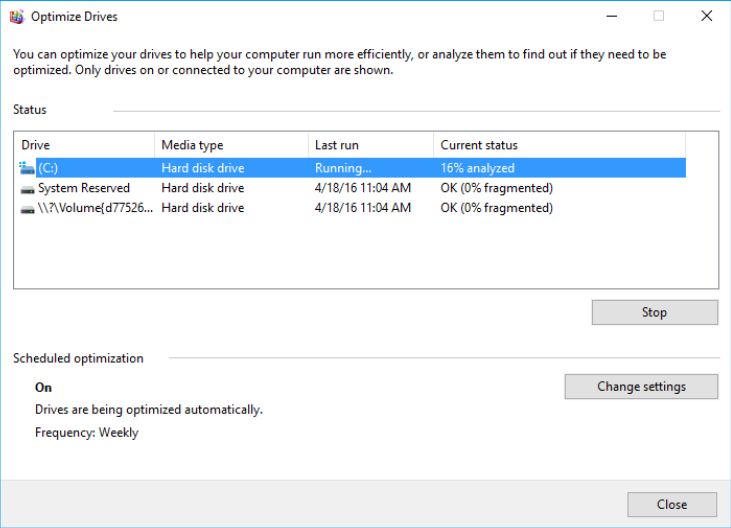 Optimize Drives
You can optimize your drives to help your computer run more efficiently, or analyze them to find out if they need to be
optimized. Only drives on or connected to your computer are shown.
Status
Drive Media type Last run Current status
(C:) Hard disk drive Running... 16% analyzed
System Reserved Hard disk drive 4/18/16 11:04 AM OK (0% fragmented)
\\?\Volume{d77526... Hard disk drive 4/18/16 11:04 AM OK (0% fragmented)
Stop
Scheduled optimization
On
Change settings
Drives are being optimized automatically.
Frequency: Weekly
Close